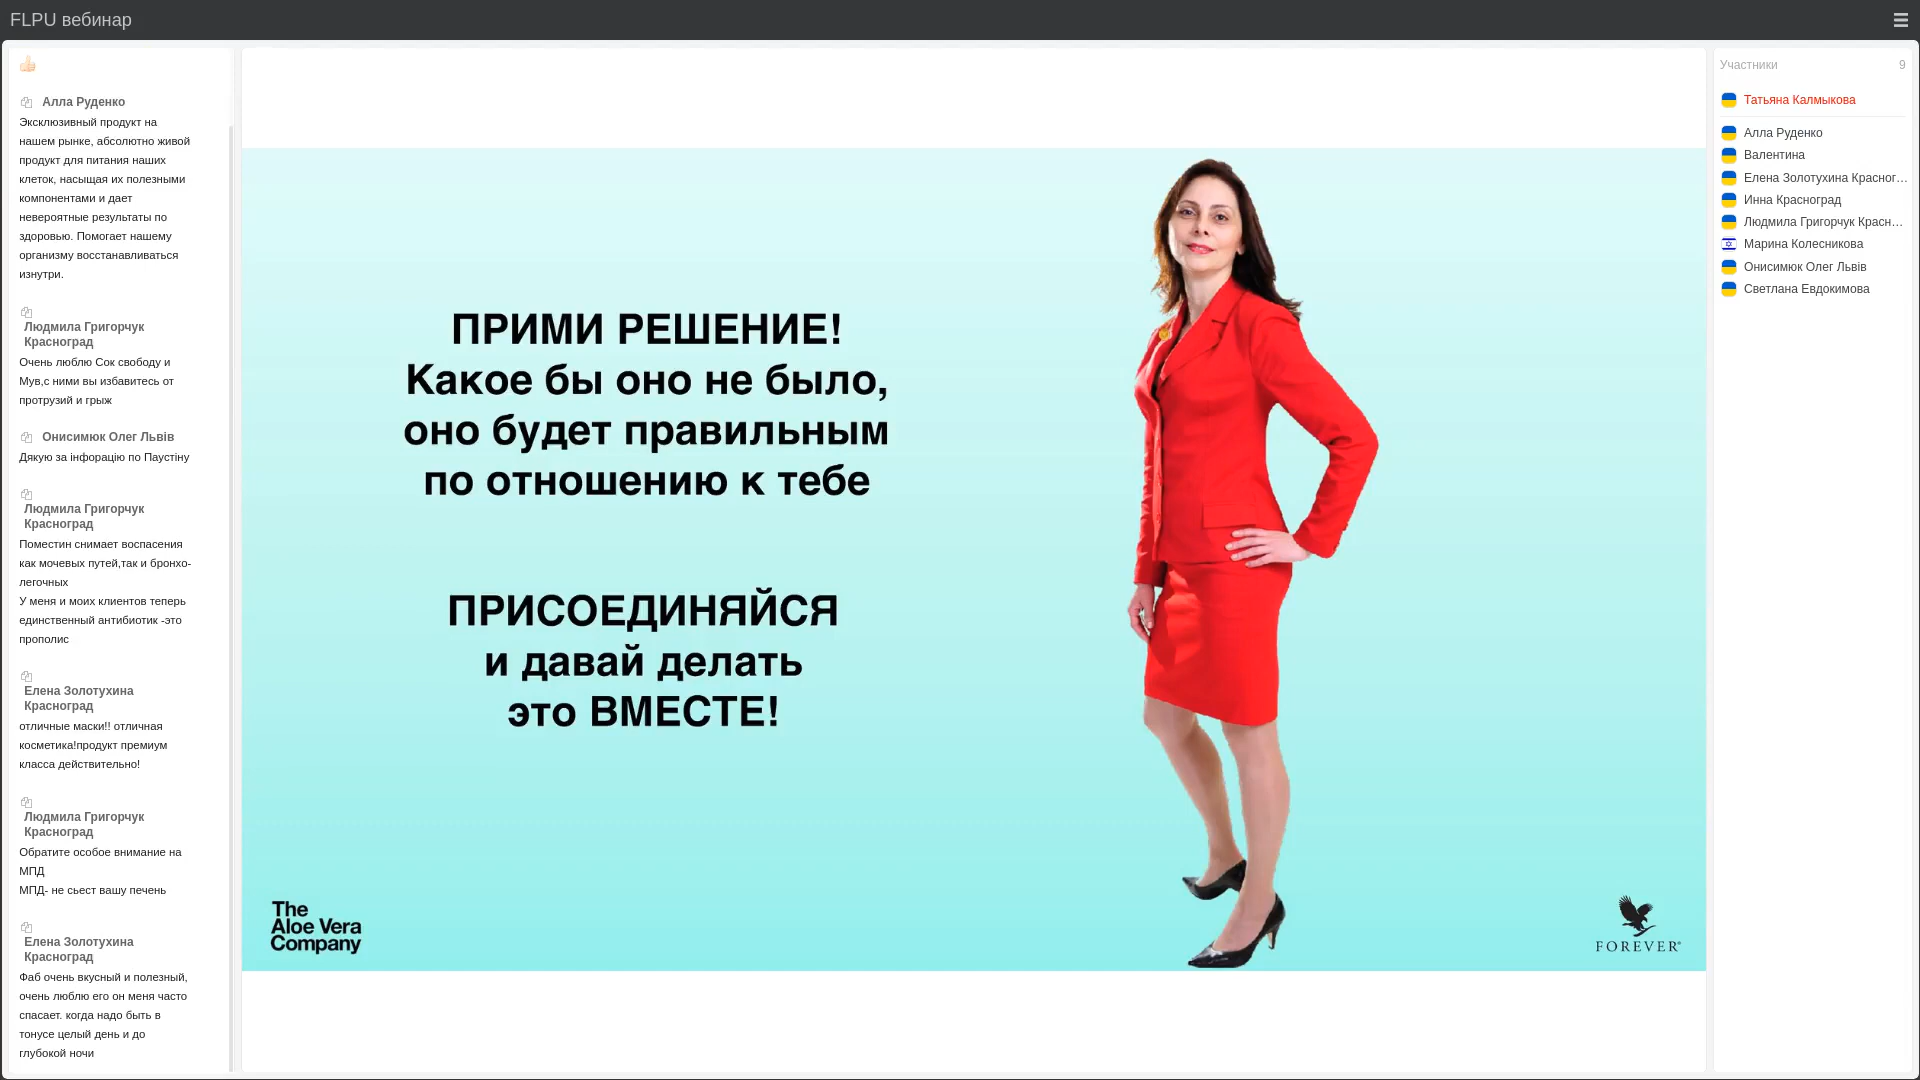 FLPU вебинар
Алла Руденко
Эксклюзивный продукт на
нашем рынке, абсолютно живой
продукт для питания наших
клеток, насыщая их полезными
компонентами и дает
невероятные результаты по
здоровью. Помогает нашему
организму восстанавливаться
изнутри.
Людмила Григорчук
Красноград
Очень люблю Сок свободу и
Мув,с ними вы избавитесь от
протрузий и грыж
Онисимюк Олег Львів
Дякую за інфорацію по Паустіну
Людмила Григорчук
Красноград
Поместин снимает воспасения
как мочевых путей,так и бронхо-
легочных
У меня и моих клиентов теперь
единственный антибиотик -это
прополис
Елена Золотухина
Красноград
отличные маски!! отличная
косметика!продукт премиум
класса действительно!
Людмила Григорчук
Красноград
Обратите особое внимание на
МПД
МПД- не сьест вашу печень
Елена Золотухина
Красноград
Фаб очень вкусный и полезный,
очень люблю его он меня часто
спасает. когда надо быть в
тонусе целый день и до
глубокой ночи
ПРИМИ РЕШЕНИЕ!
Какое бы оно не было,
оно будет правильным
по отношению к тебе
ПРИСОЕДИНЯЙСЯ
и давай делать
это ВМЕСТЕ!
The
Aloe Vera
Company
FOREVER®
Участники 9
Татьяна Калмыкова
Алла Руденко
Валентина
Елена Золотухина Красног...
Инна Красноград
Людмила Григорчук Красн...
Марина Колесникова
Онисимюк Олег Львів
Светлана Евдокимова